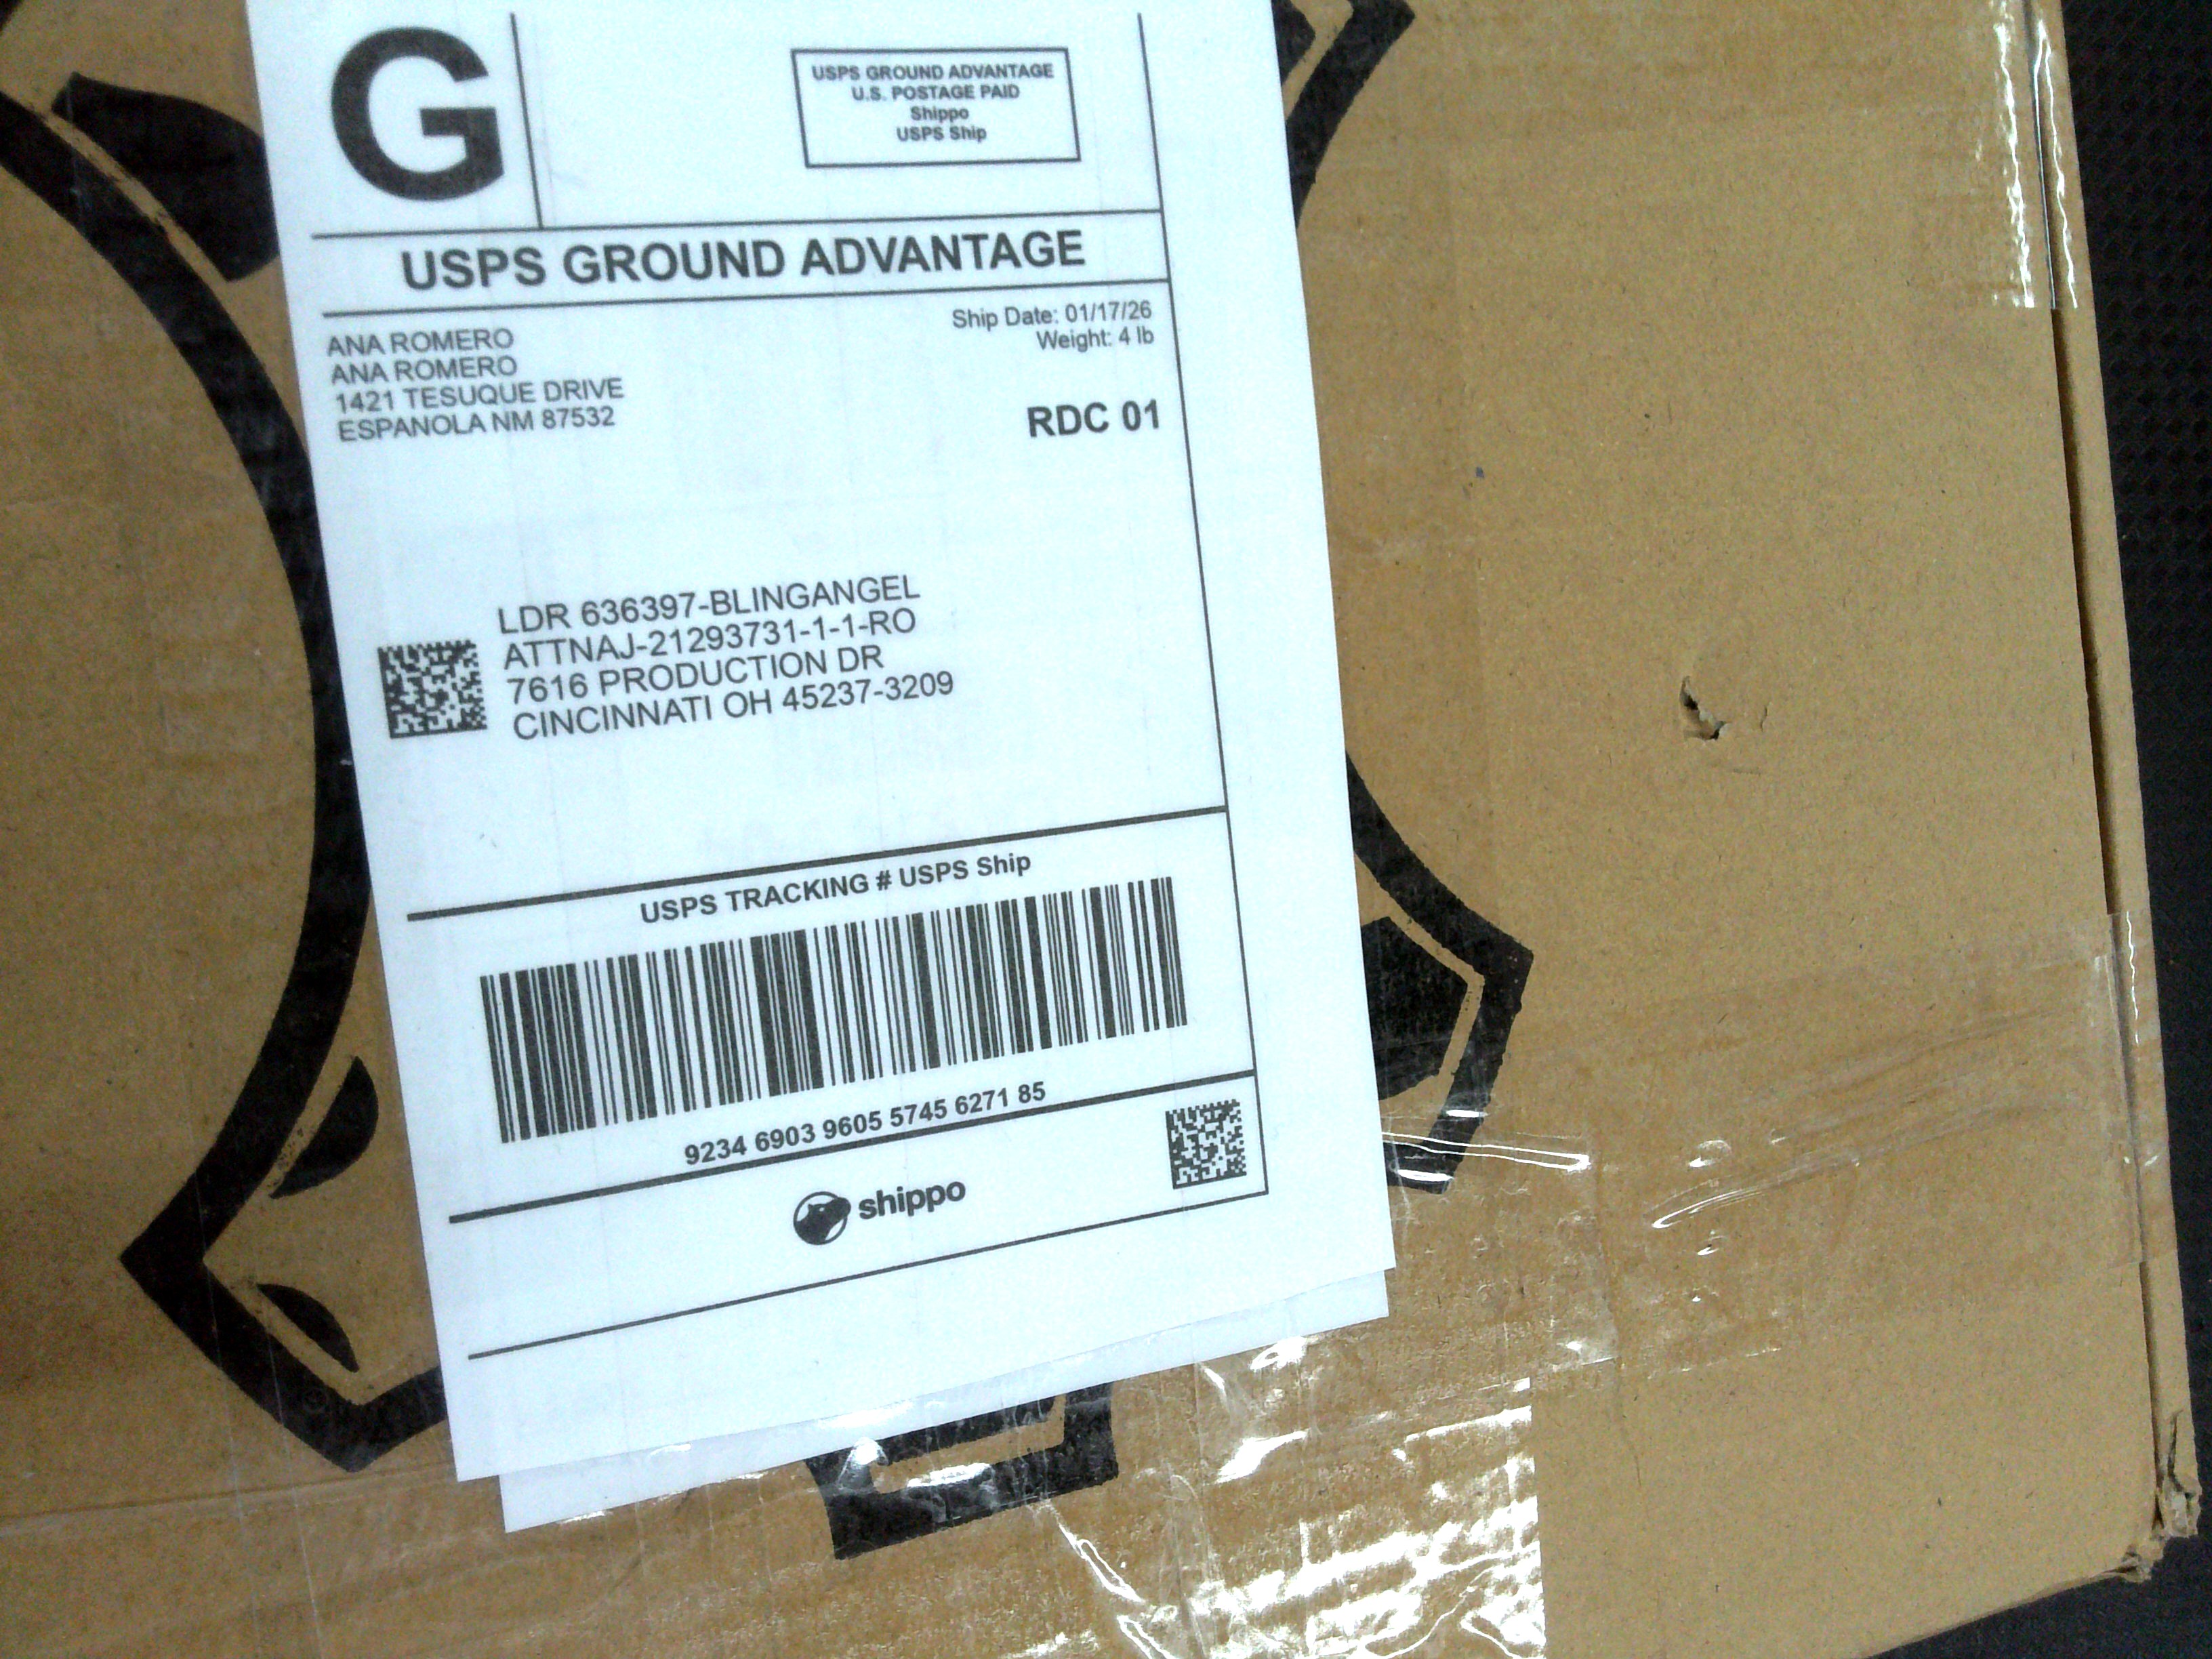 G
USPS GROUND ADVANTAGE
U.S. POSTAGE PAID
Shippo
USPS Ship
USPS GROUND ADVANTAGE
ANA ROMERO
ANA ROMERO
1421 TESUQUE DRIVE
ESPANOLA NM 87532
Ship Date: 01/17/26
Weight: 4 lb
RDC 01
LDR 636397-BLINGANGEL
ATTNAJ-21293731-1-1-RO
7616 PRODUCTION DR
CINCINNATI OH 45237-3209
USPS TRACKING # USPS Ship
9234 6903 9605 5745 6271 85
shippo